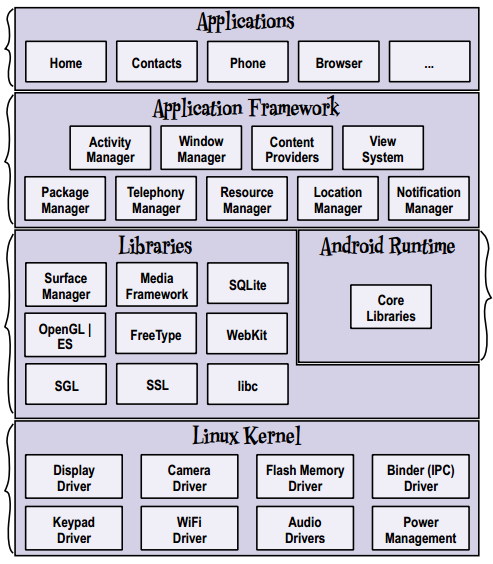 Applications
Home Contacts Phone Browser ...
Application Framework
Activity Manager
Window Manager
Content Providers
View System
Package Manager
Telephony Manager
Resource Manager
Location Manager
Notification Manager
Libraries
Surface Manager
Media Framework
SQLite
OpenGL | ES
FreeType
WebKit
SGL
SSL
libc
Android Runtime
Core Libraries
Linux Kernel
Display Driver
Camera Driver
Flash Memory Driver
Binder (IPC) Driver
Keypad Driver
WiFi Driver
Audio Drivers
Power Management